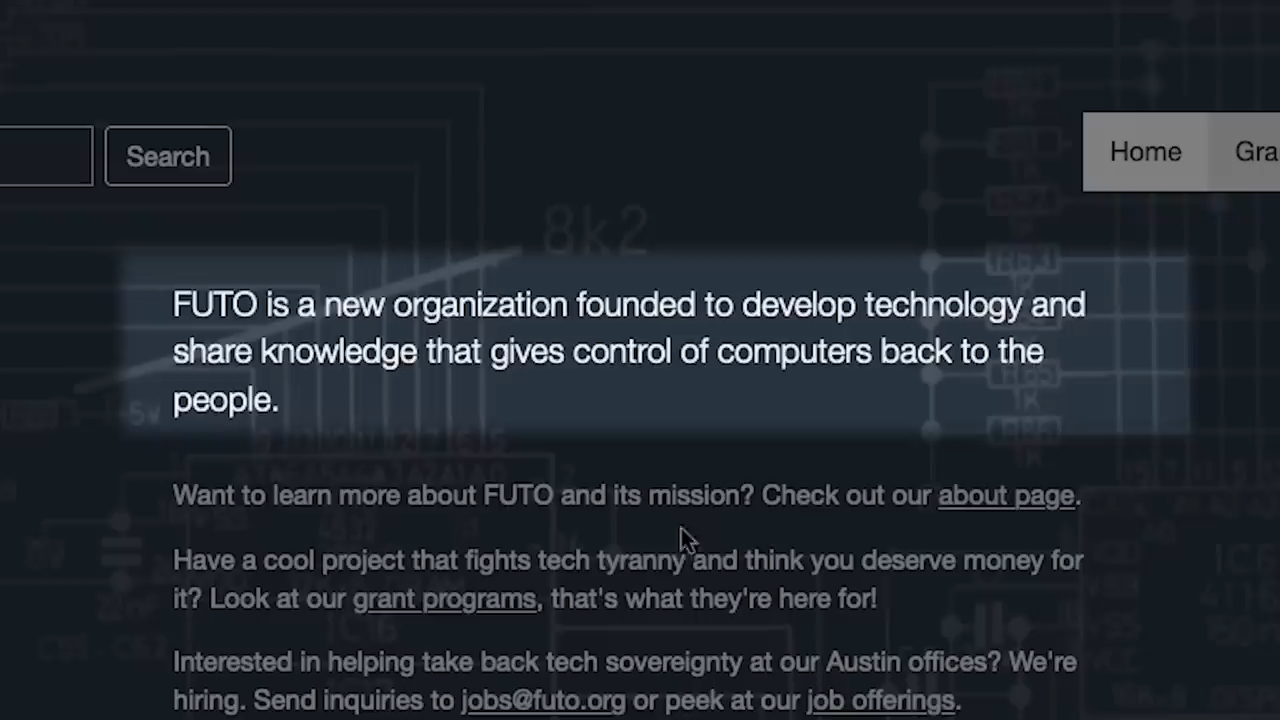 Search
Home
Gra
8k2
FUTO is a new organization founded to develop technology and
share knowledge that gives control of computers back to the
people.
5v
Want to learn more about FUTO and its mission? Check out our about page.
Have a cool project that fights tech tyranny and think you deserve money for
it? Look at our grant programs, that's what they're here for!
Interested in helping take back tech sovereignty at our Austin offices? We're
hiring. Send inquiries to jobs@futo.org or peek at our job offerings.